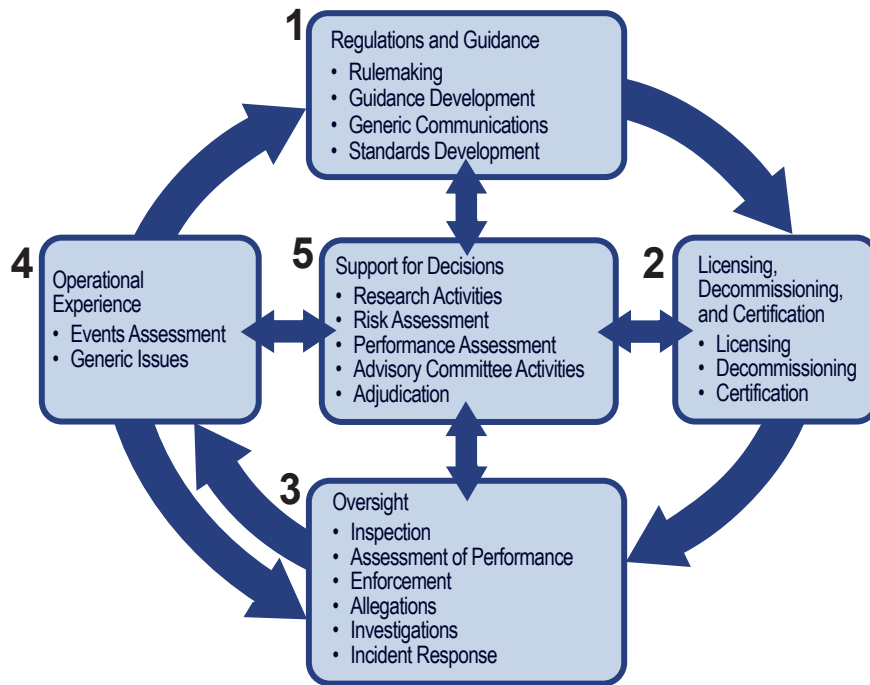 1
Regulations and Guidance
• Rulemaking
• Guidance Development
• Generic Communications
• Standards Development
4
Operational
Experience
• Events Assessment
• Generic Issues
5
Support for Decisions
• Research Activities
• Risk Assessment
• Performance Assessment
• Advisory Committee Activities
• Adjudication
2
Licensing,
Decommissioning,
and Certification
• Licensing
• Decommissioning
• Certification
3
Oversight
• Inspection
• Assessment of Performance
• Enforcement
• Allegations
• Investigations
• Incident Response